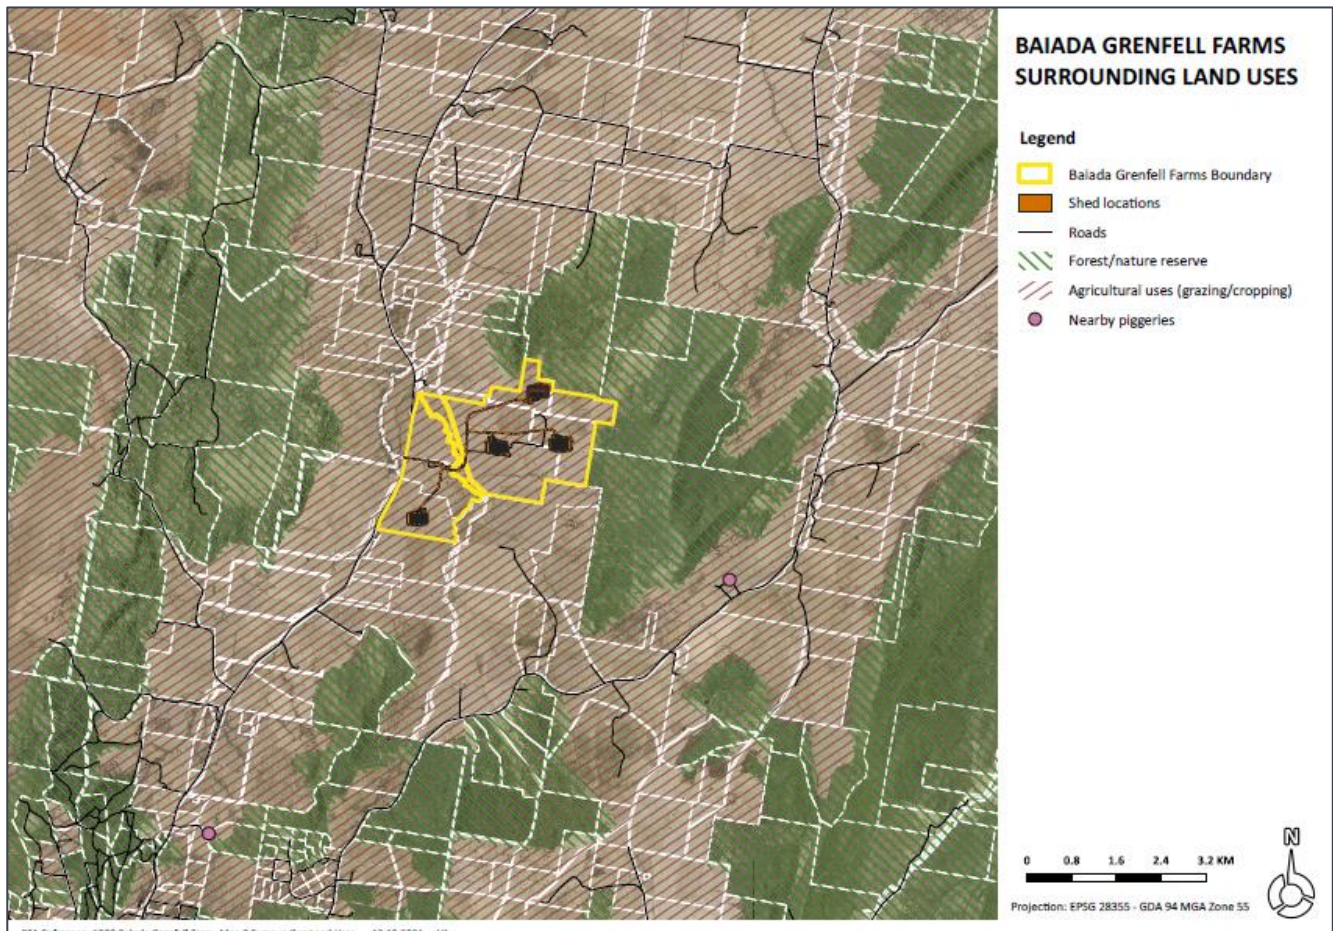 BAIADA GRENFELL FARMS
SURROUNDING LAND USES
Legend
Baiada Grenfell Farms Boundary
Shed locations
Roads
Forest/nature reserve
Agricultural uses (grazing/cropping)
Nearby piggeries
N
0 0.8 1.6 2.4 3.2 KM
Projection: EPSG 28355 - GDA 94 MGA Zone 55